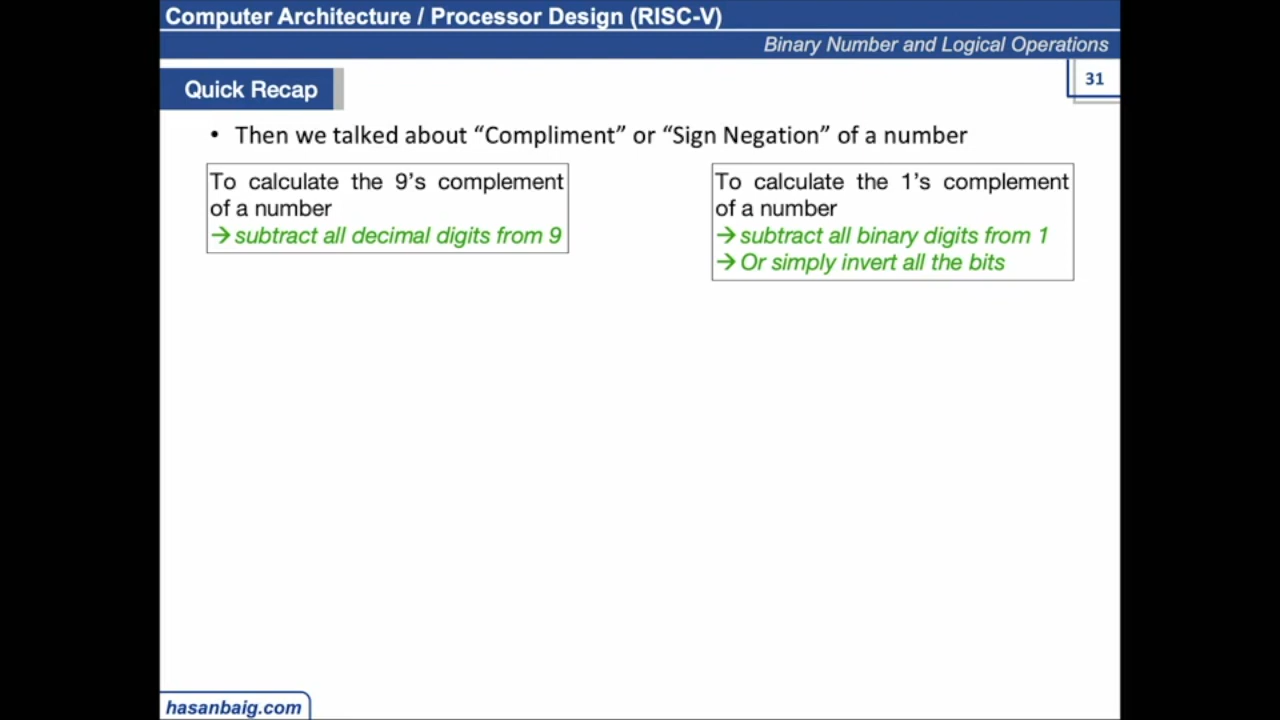 Computer Architecture / Processor Design (RISC-V)
Binary Number and Logical Operations
Quick Recap
31
• Then we talked about “Compliment” or “Sign Negation” of a number
To calculate the 9’s complement
of a number
→ subtract all decimal digits from 9
To calculate the 1’s complement
of a number
→ subtract all binary digits from 1
→ Or simply invert all the bits
hasanbaig.com